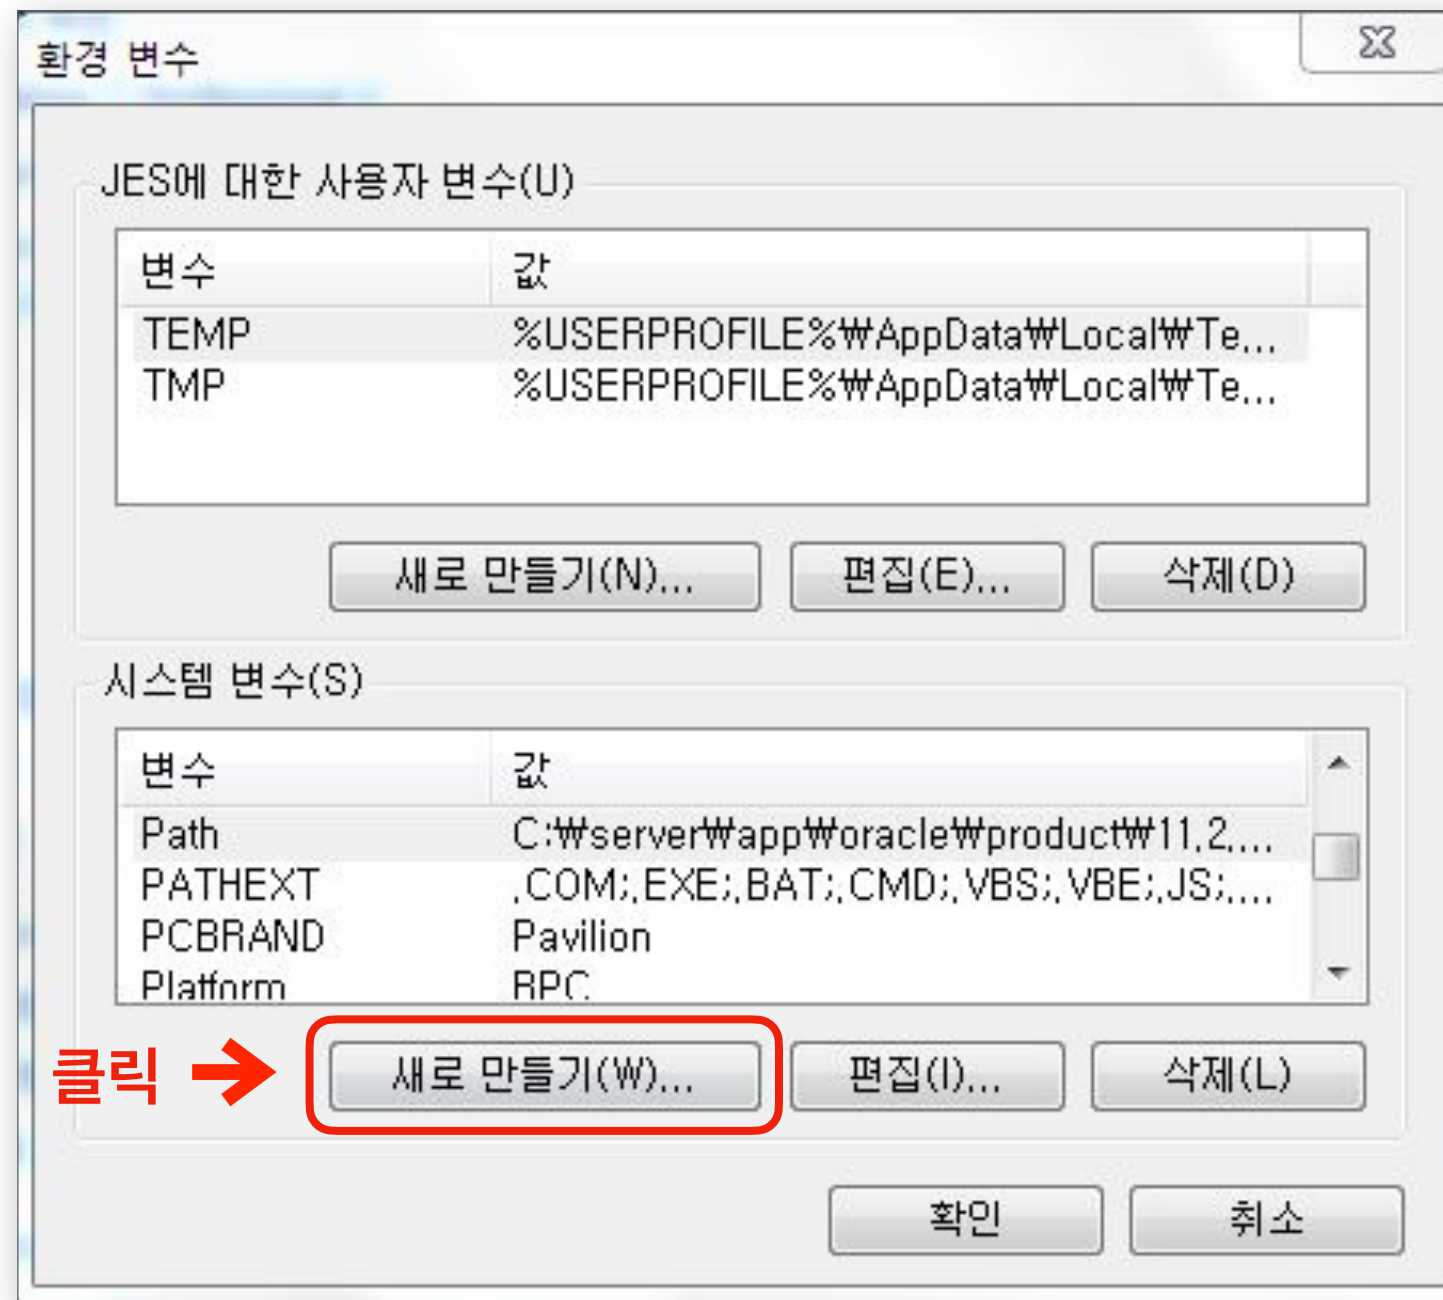 환경 변수
JES에 대한 사용자 변수(U)
변수 값
TEMP %USERPROFILE%₩AppData₩Local₩Te...
TMP %USERPROFILE%₩AppData₩Local₩Te...
새로 만들기(N)... 편집(E)... 삭제(D)
시스템 변수(S)
변수 값
Path C:₩server₩app₩oracle₩product₩11.2....
PATHEXT .COM;.EXE;.BAT;.CMD;.VBS;.VBE;.JS;....
PCBRAND Pavilion
Platform BPC
클릭 새로 만들기(W)... 편집(I)... 삭제(L)
확인 취소